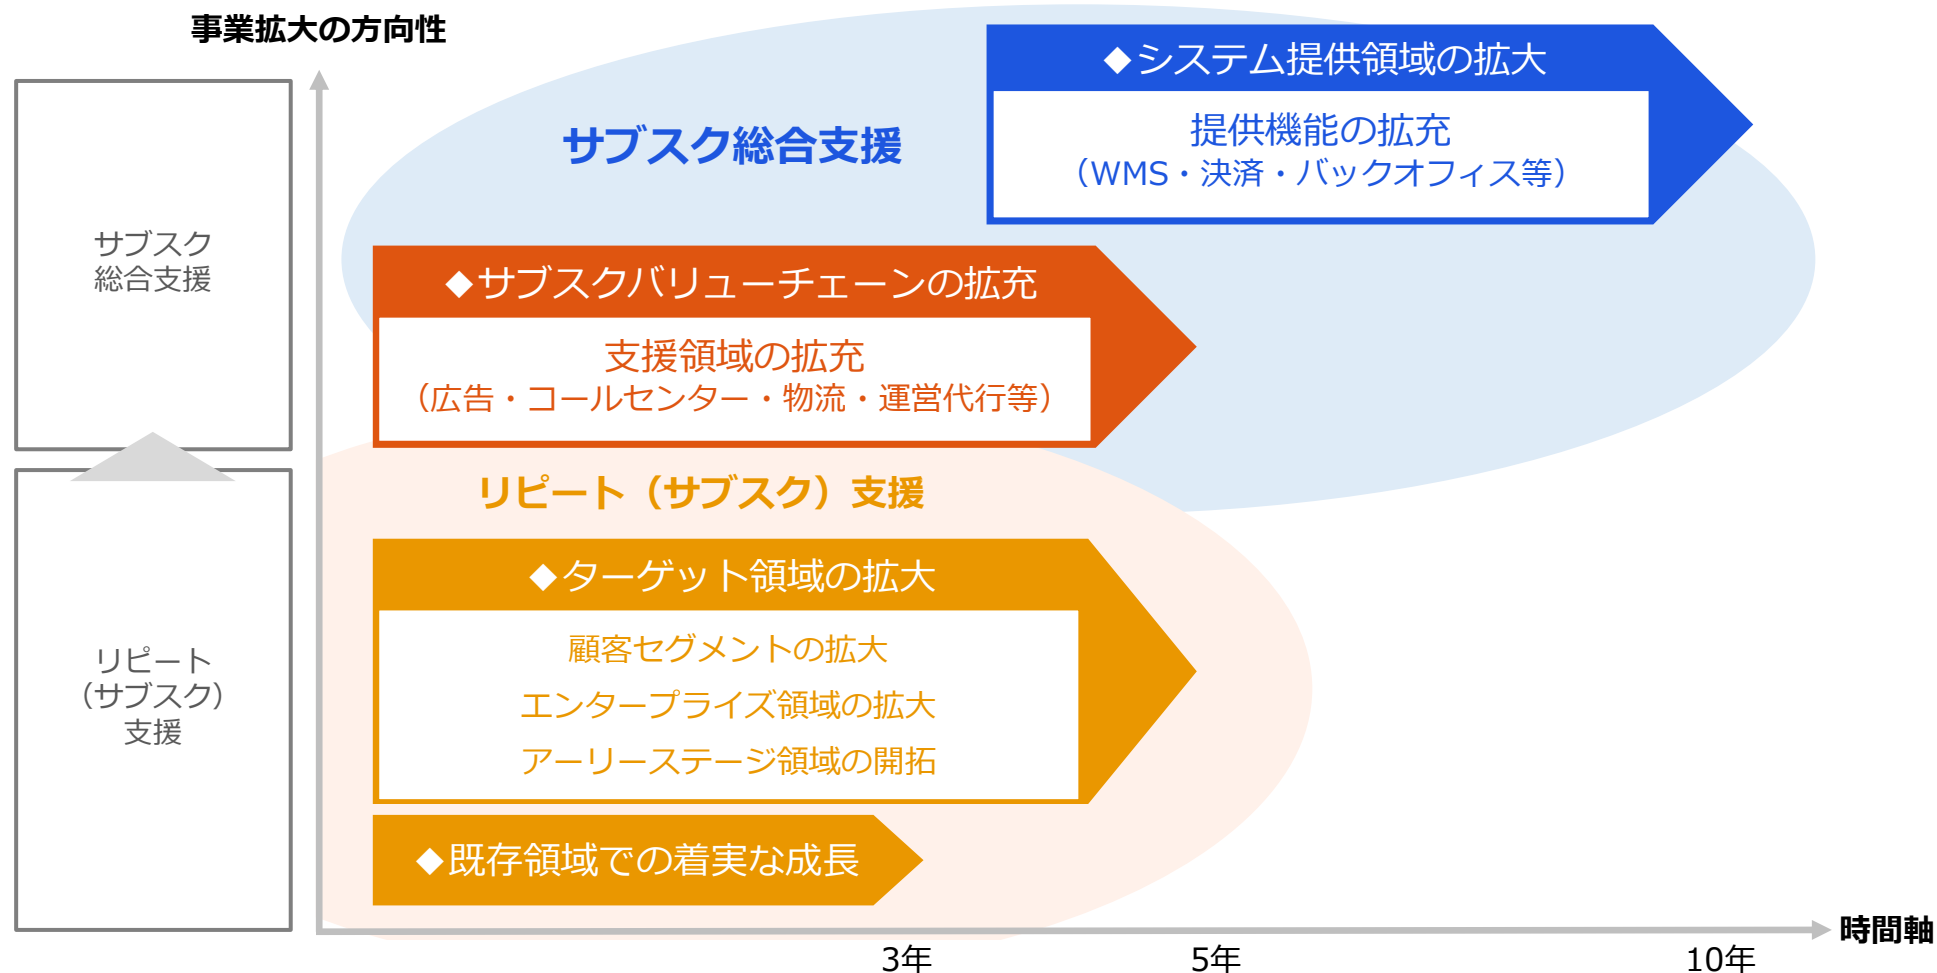 事業拡大の方向性
サブスク
総合支援
リピート
（サブスク）
支援
◆システム提供領域の拡大
提供機能の拡充
（WMS・決済・バックオフィス等）
サブスク総合支援
◆サブスクバリューチェーンの拡充
支援領域の拡充
（広告・コールセンター・物流・運営代行等）
リピート（サブスク）支援
◆ターゲット領域の拡大
顧客セグメントの拡大
エンタープライズ領域の拡大
アーリーステージ領域の開拓
◆既存領域での着実な成長
時間軸
3年
5年
10年